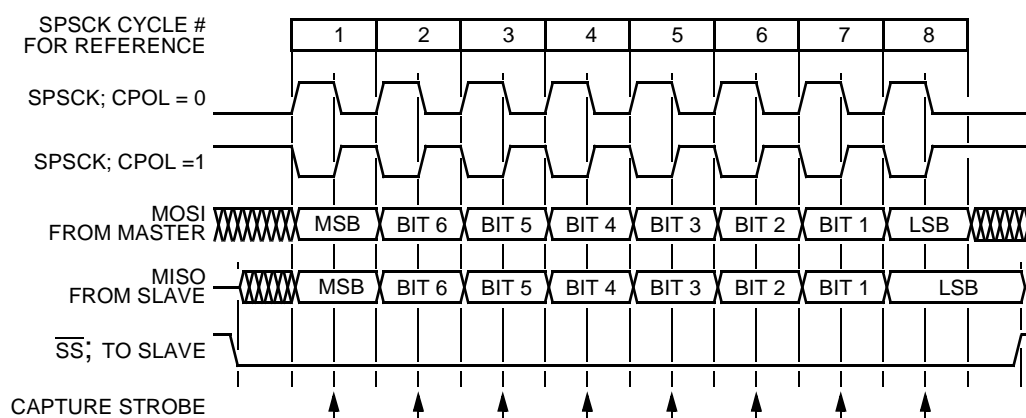 SPSCK CYCLE #
FOR REFERENCE
1 2 3 4 5 6 7 8
SPSCK; CPOL = 0
SPSCK; CPOL =1
MOSI
FROM MASTER
MSB BIT 6 BIT 5 BIT 4 BIT 3 BIT 2 BIT 1 LSB
MISO
FROM SLAVE
MSB BIT 6 BIT 5 BIT 4 BIT 3 BIT 2 BIT 1 LSB
SS; TO SLAVE
CAPTURE STROBE